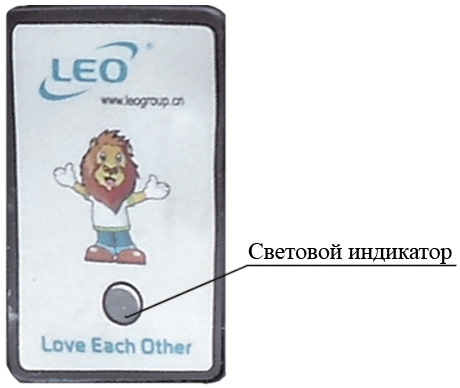 LEO®
www.leogroup.cn
Световой индикатор
Love Each Other